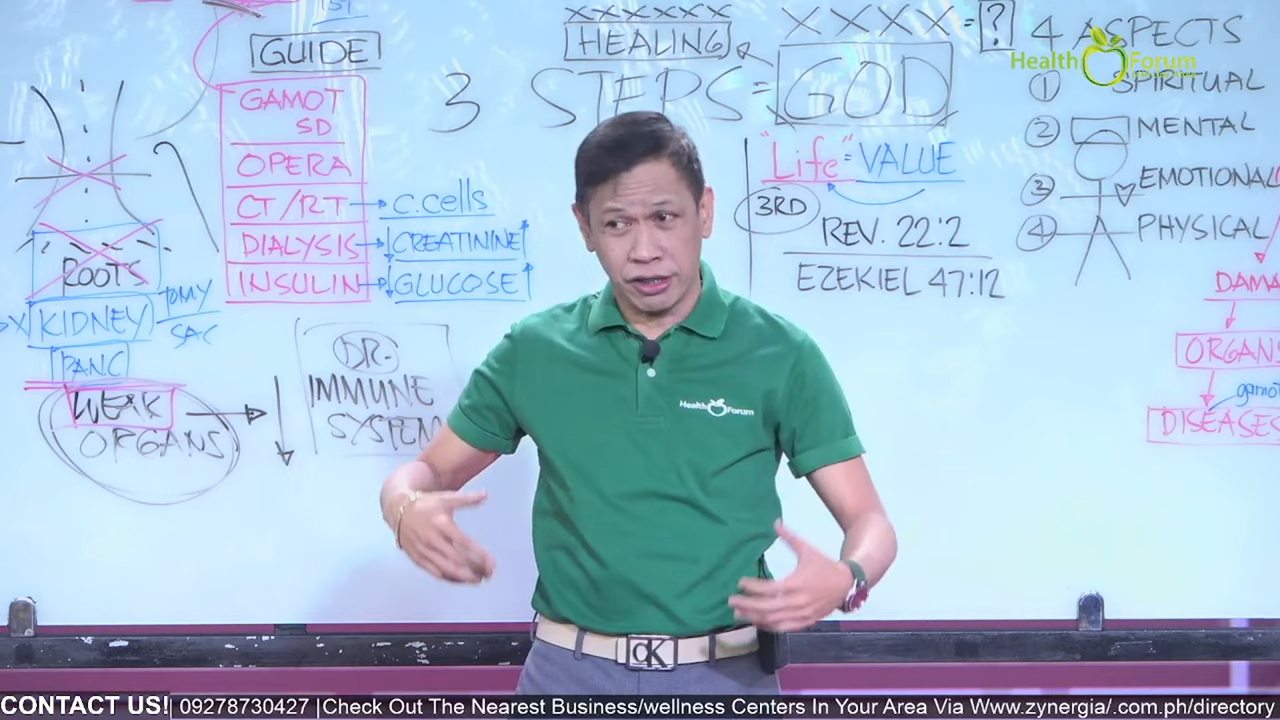 1ST
GUIDE
GAMOT
SD
OPERA
CT/RT → C.cells
DIALYSIS → CREATININE
INSULIN → GLUCOSE
ROOTS
KIDNEY
PANC
WEAK
ORGANS
DR.
IMMUNE
SYSTEM
XXXXXX
HEALING
3 STEPS = GOD
XXXX = ?
"Life" = VALUE
3RD
REV. 22:2
EZEKIEL 47:12
4 ASPECTS
Health Forum
1 SPIRITUAL
2 MENTAL
3 EMOTIONAL
4 PHYSICAL
DAMA
ORGANS
gamot
DISEASES
Health Forum
CK
CONTACT US! | 09278730427 | Check Out The Nearest Business/wellness Centers In Your Area Via Www.zynergia/.com.ph/directory